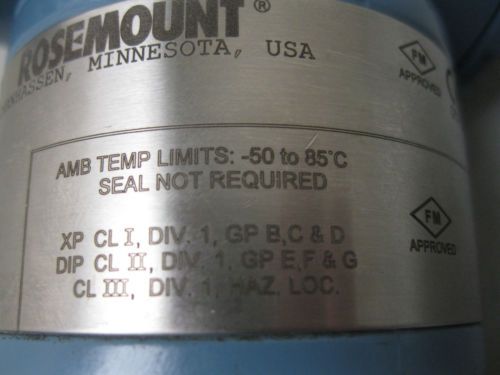 ROSEMOUNT®
MINNESOTA, USA
FM
APPROVED
AMB TEMP LIMITS: -50 to 85°C
SEAL NOT REQUIRED
XP CL I, DIV. 1, GP B,C & D
DIP CL II, DIV. 1, GP E,F & G
CL III, DIV. 1, HAZ. LOC.
FM
APPROVED